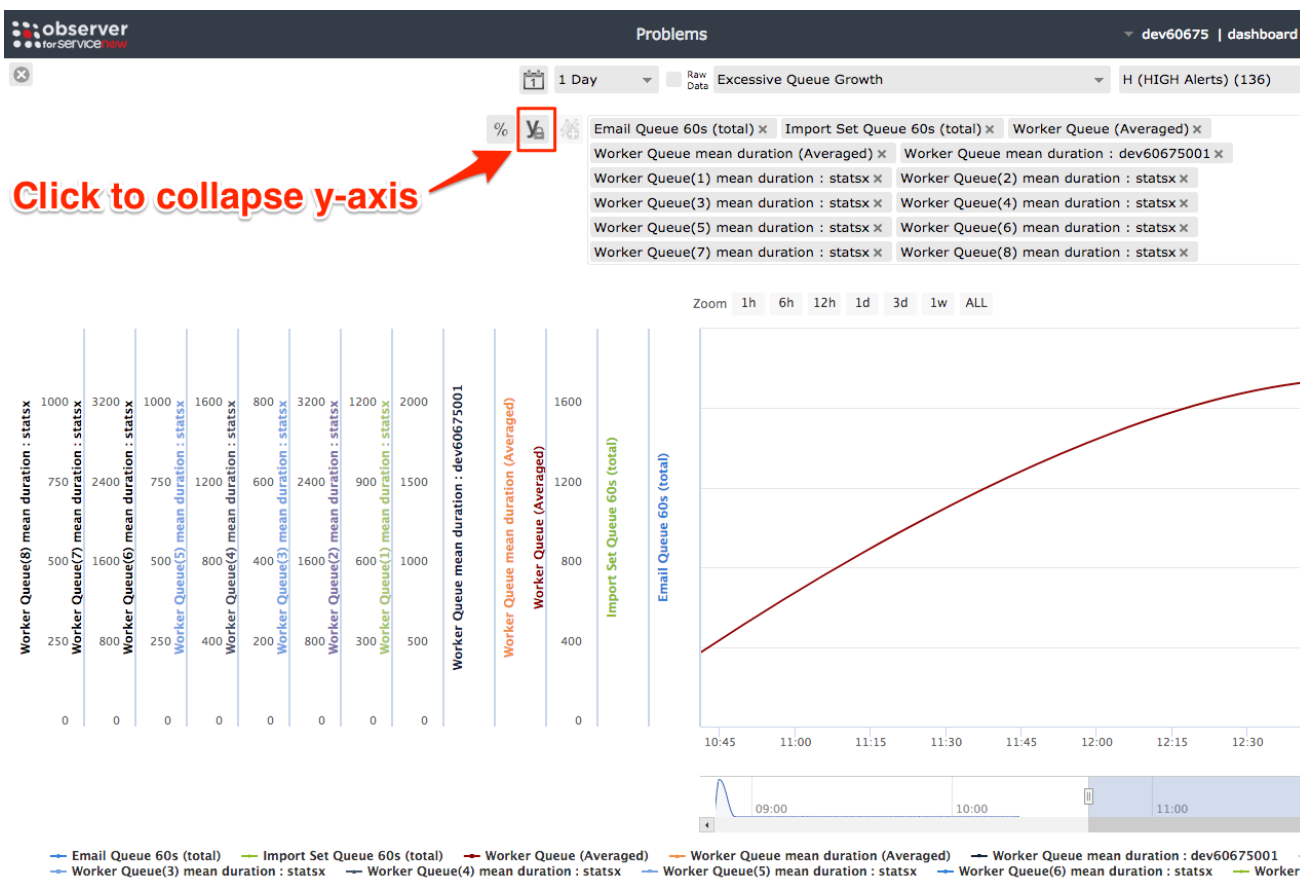 observer
for servicenow
Problems
dev60675 | dashboard
1
1 Day
Raw Data
Excessive Queue Growth
H (HIGH Alerts) (136)
%
y
Email Queue 60s (total) × Import Set Queue 60s (total) × Worker Queue (Averaged) ×
Worker Queue mean duration (Averaged) × Worker Queue mean duration : dev60675001 ×
Worker Queue(1) mean duration : statsx × Worker Queue(2) mean duration : statsx ×
Worker Queue(3) mean duration : statsx × Worker Queue(4) mean duration : statsx ×
Worker Queue(5) mean duration : statsx × Worker Queue(6) mean duration : statsx ×
Worker Queue(7) mean duration : statsx × Worker Queue(8) mean duration : statsx ×
Click to collapse y-axis
Zoom 1h 6h 12h 1d 3d 1w ALL
Worker Queue(8) mean duration : statsx
1000
750
500
250
0
Worker Queue(7) mean duration : statsx
3200
2400
1600
800
0
Worker Queue(6) mean duration : statsx
1000
750
500
250
0
Worker Queue(5) mean duration : statsx
1600
1200
800
400
0
Worker Queue(4) mean duration : statsx
800
600
400
200
0
Worker Queue(3) mean duration : statsx
3200
2400
1600
800
0
Worker Queue(2) mean duration : statsx
1200
900
600
300
0
Worker Queue(1) mean duration : statsx
2000
1500
1000
500
0
Worker Queue mean duration : dev60675001
Worker Queue mean duration (Averaged)
Worker Queue (Averaged)
1600
1200
800
400
0
Import Set Queue 60s (total)
Email Queue 60s (total)
10:45 11:00 11:15 11:30 11:45 12:00 12:15 12:30
09:00 10:00 11:00
Email Queue 60s (total) Import Set Queue 60s (total) Worker Queue (Averaged) Worker Queue mean duration (Averaged) Worker Queue mean duration : dev60675001
Worker Queue(3) mean duration : statsx Worker Queue(4) mean duration : statsx Worker Queue(5) mean duration : statsx Worker Queue(6) mean duration : statsx Worker